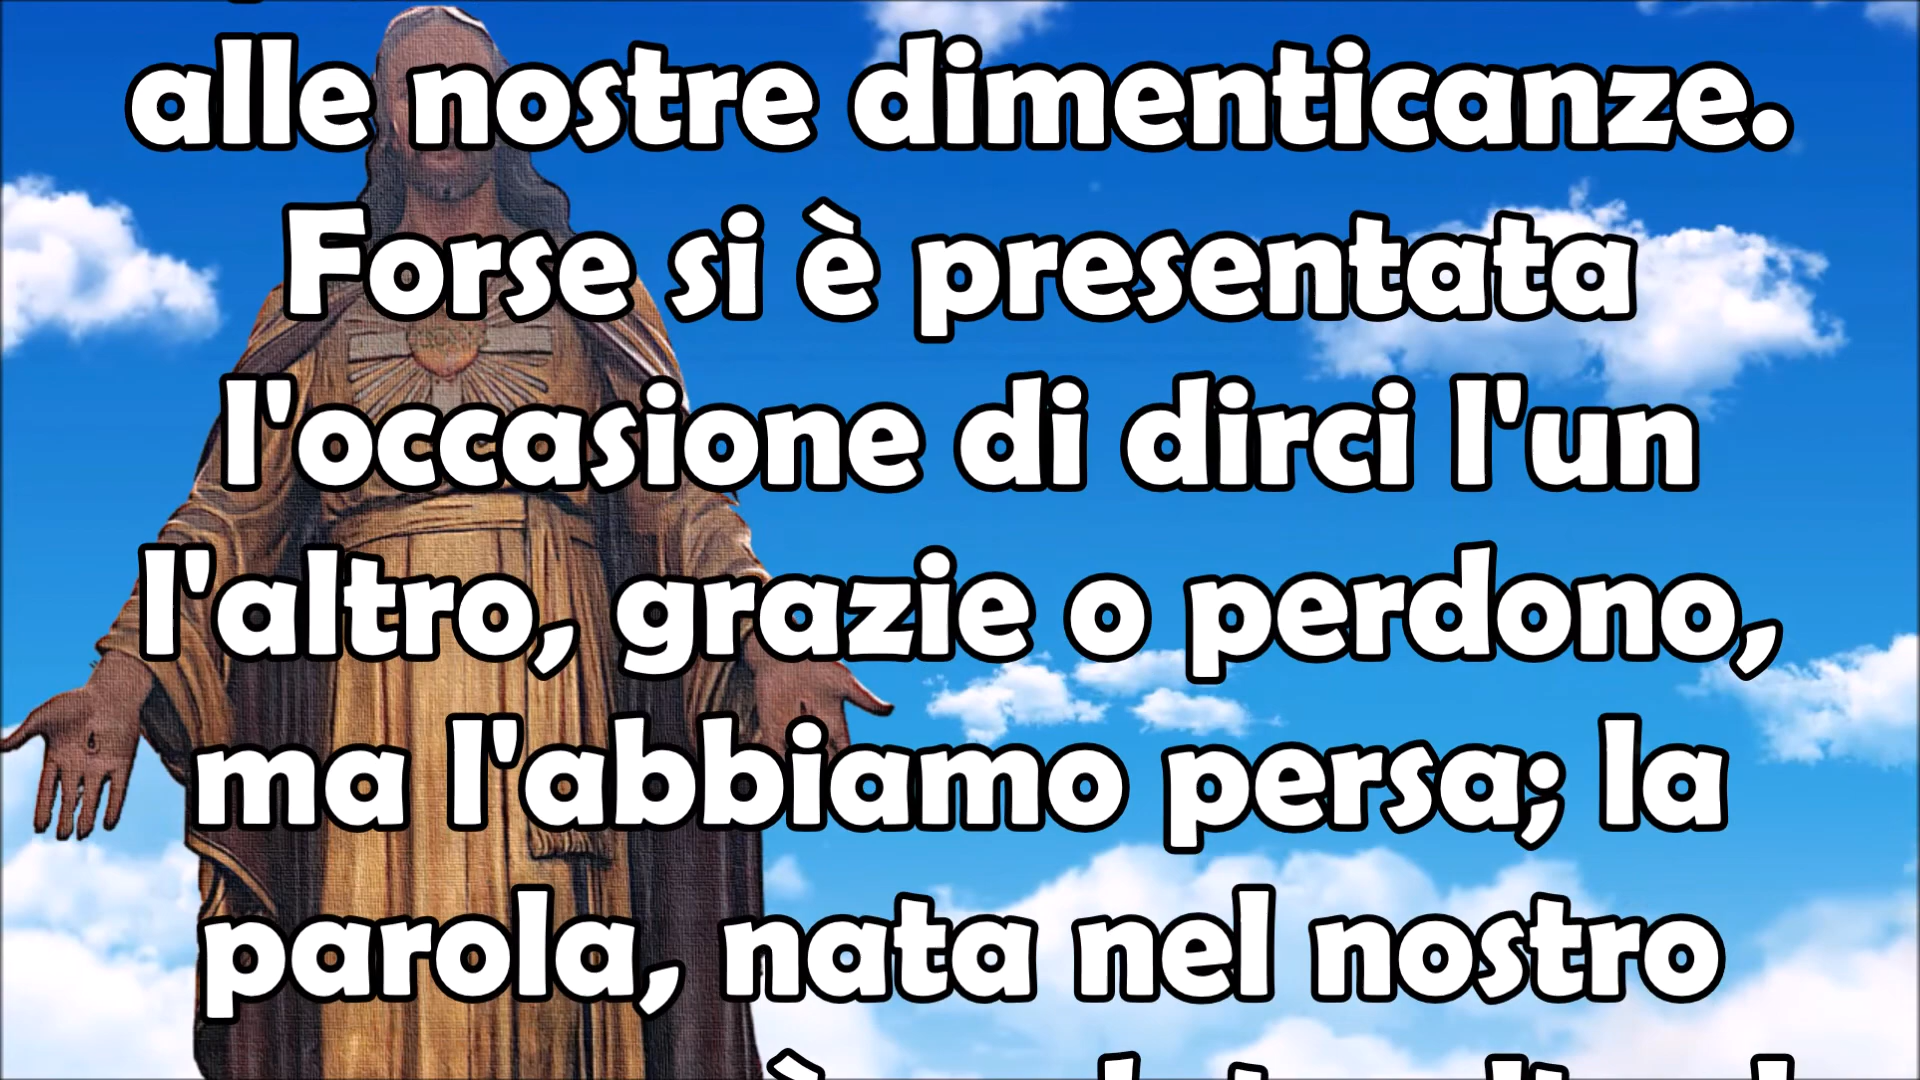 alle nostre dimenticanze.
Forse si è presentata
l'occasione di dirci l'un
l'altro, grazie o perdono,
ma l'abbiamo persa; la
parola, nata nel nostro